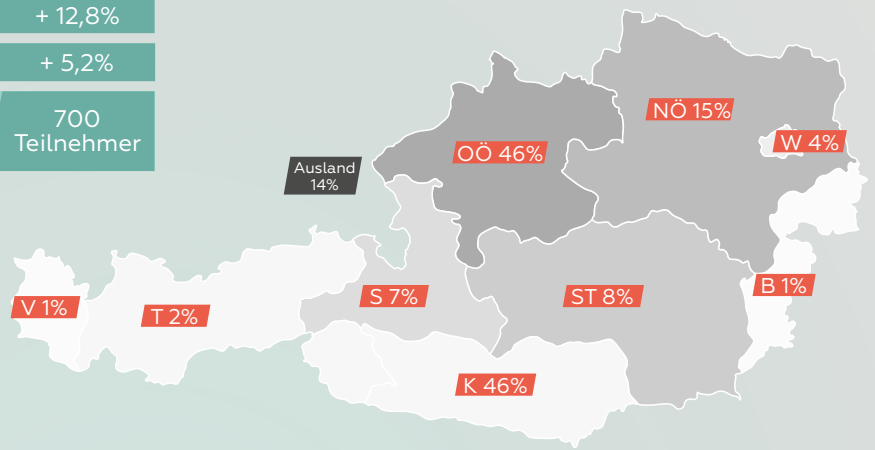 + 12,8%
+ 5,2%
700
Teilnehmer
NÖ 15%
W 4%
OÖ 46%
Ausland
14%
B 1%
S 7%
ST 8%
V 1%
T 2%
K 46%